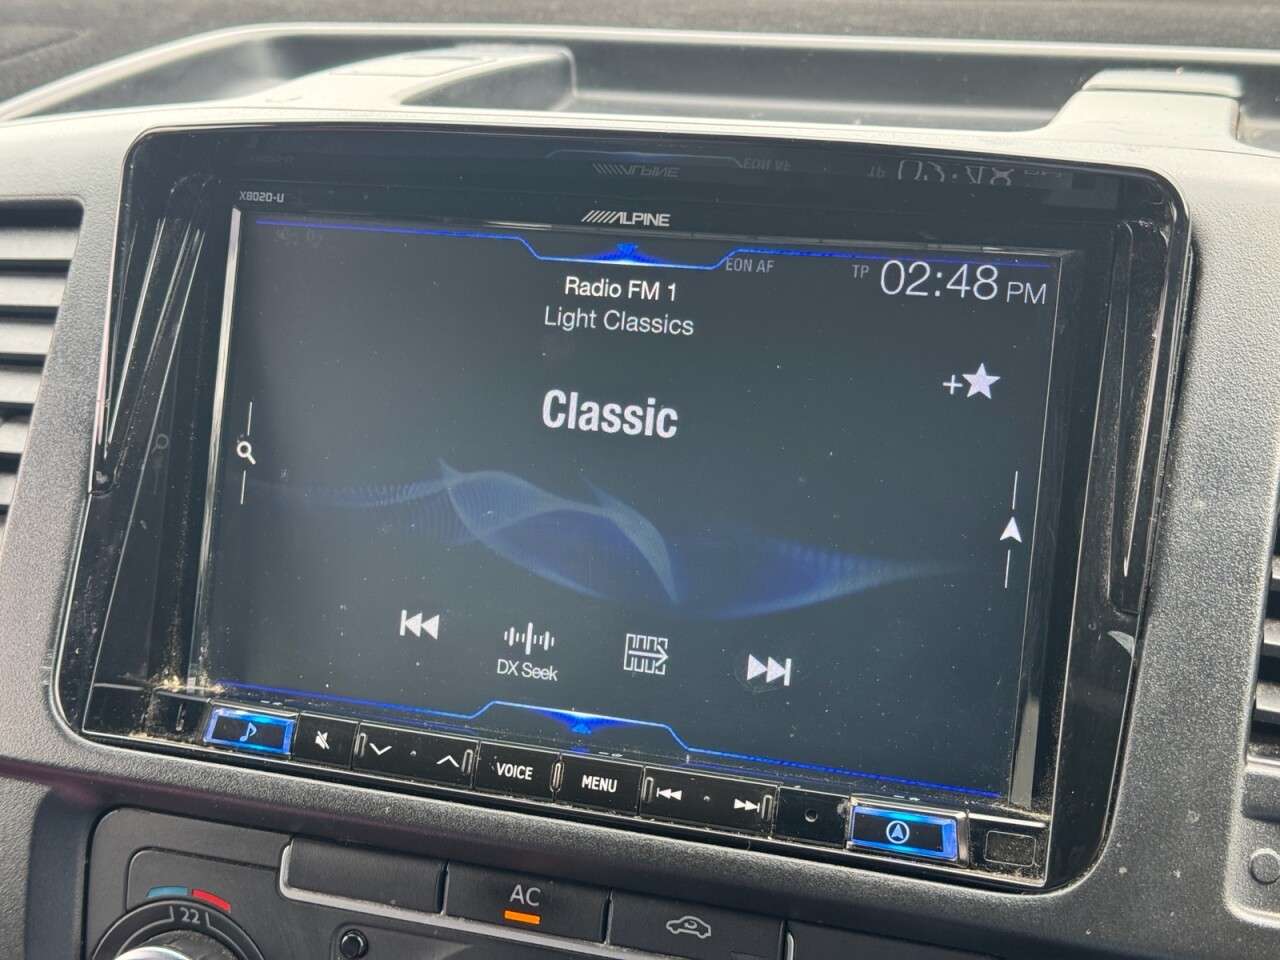 X802D-U
ALPINE
EON AF
TP 02:48 PM
Radio FM 1
Light Classics
+
Classic
DX Seek
VOICE
MENU
22
AC